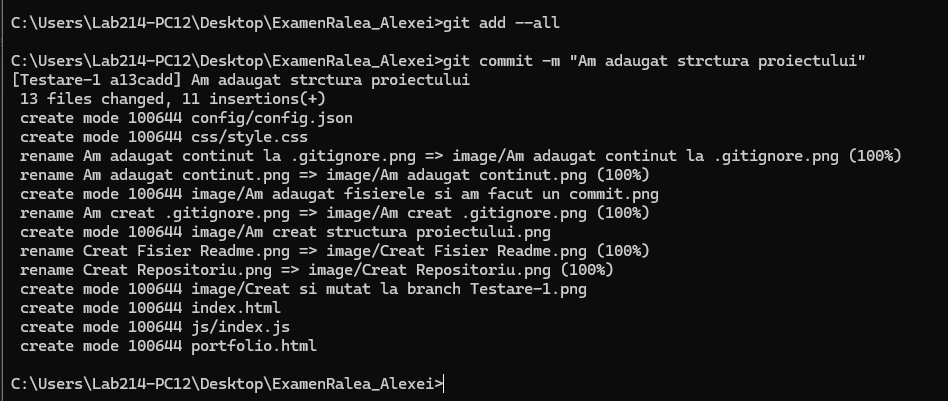 C:\Users\Lab214-PC12\Desktop\ExamenRalea_Alexei>git add --all
C:\Users\Lab214-PC12\Desktop\ExamenRalea_Alexei>git commit -m "Am adaugat strctura proiectului"
[Testare-1 a13cadd] Am adaugat strctura proiectului
 13 files changed, 11 insertions(+)
 create mode 100644 config/config.json
 create mode 100644 css/style.css
 rename Am adaugat continut la .gitignore.png => image/Am adaugat continut la .gitignore.png (100%)
 rename Am adaugat continut.png => image/Am adaugat continut.png (100%)
 create mode 100644 image/Am adaugat fisierele si am facut un commit.png
 rename Am creat .gitignore.png => image/Am creat .gitignore.png (100%)
 create mode 100644 image/Am creat structura proiectului.png
 rename Creat Fisier Readme.png => image/Creat Fisier Readme.png (100%)
 rename Creat Repositoriu.png => image/Creat Repositoriu.png (100%)
 create mode 100644 image/Creat si mutat la branch Testare-1.png
 create mode 100644 index.html
 create mode 100644 js/index.js
 create mode 100644 portfolio.html
C:\Users\Lab214-PC12\Desktop\ExamenRalea_Alexei>